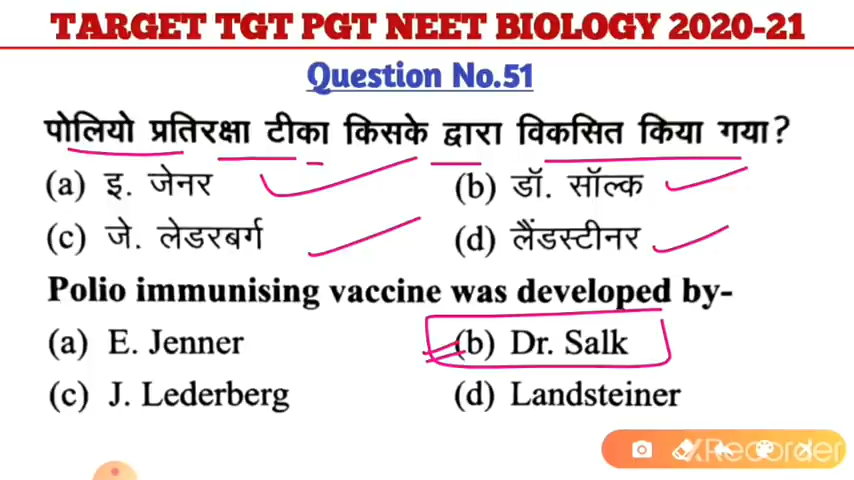 TARGET TGT PGT NEET BIOLOGY 2020-21
Question No.51
पोलियो प्रतिरक्षा टीका किसके द्वारा विकसित किया गया?
(a) इ. जेनर (b) डॉ. सॉल्क
(c) जे. लेडरबर्ग (d) लैंडस्टीनर
Polio immunising vaccine was developed by-
(a) E. Jenner (b) Dr. Salk
(c) J. Lederberg (d) Landsteiner
XRecorder